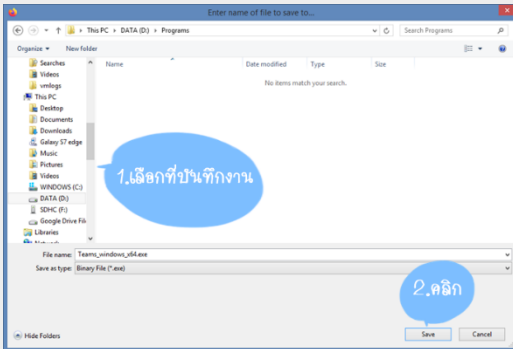 Enter name of file to save to...
This PC ▸ DATA (D:) ▸ Programs
Search Programs
Organize
New folder
Name
Date modified
Type
Size
No items match your search.
Searches
Videos
vmlogs
This PC
Desktop
Documents
Downloads
Galaxy S7 edge
Music
Pictures
Videos
WINDOWS (C:)
DATA (D:)
SDHC (F:)
Google Drive File
Libraries
Network
1.เลือกที่บันทึกงาน
File name: Teams_windows_x64.exe
Save as type: Binary File (*.exe)
2.คลิก
Hide Folders
Save
Cancel